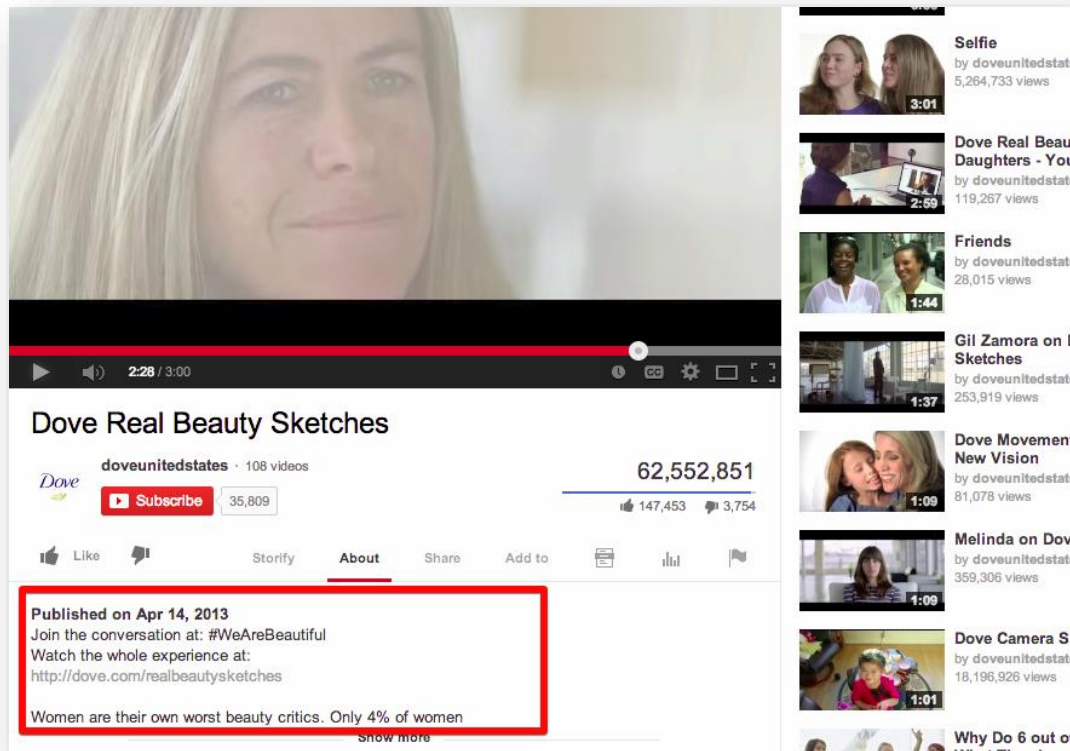 2:28 / 3:00
CC
Dove Real Beauty Sketches
Dove
doveunitedstates · 108 videos
Subscribe
35,809
62,552,851
147,453
3,754
Like
Storify
About
Share
Add to
Published on Apr 14, 2013
Join the conversation at: #WeAreBeautiful
Watch the whole experience at:
http://dove.com/realbeautysketches
Women are their own worst beauty critics. Only 4% of women
Show more
Selfie
by doveunitedstat
5,264,733 views
3:01
Dove Real Beau
Daughters - You
by doveunitedstat
119,267 views
2:59
Friends
by doveunitedstat
28,015 views
1:44
Gil Zamora on
Sketches
by doveunitedstat
253,919 views
1:37
Dove Movement
New Vision
by doveunitedstat
81,078 views
1:09
Melinda on Dov
by doveunitedstat
359,306 views
1:09
Dove Camera S
by doveunitedstat
18,196,926 views
1:01
Why Do 6 out o